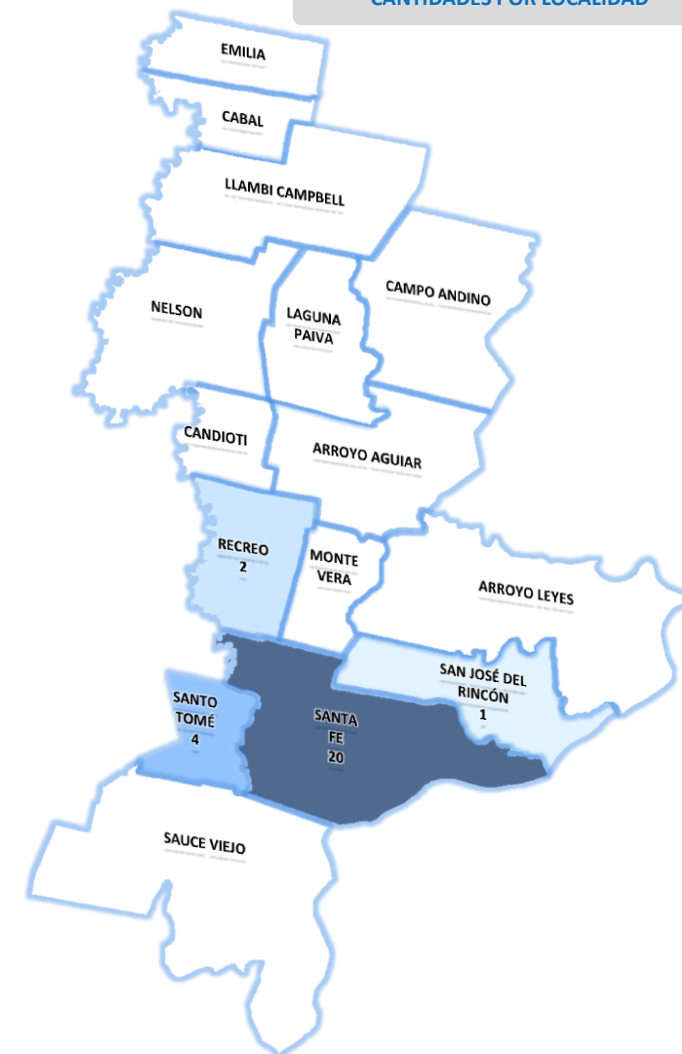 CANTIDADES POR LOCALIDAD
EMILIA
CABAL
LLAMBI CAMPBELL
CAMPO ANDINO
NELSON
LAGUNA
PAIVA
CANDIOTI
ARROYO AGUIAR
RECREO
2
MONTE
VERA
ARROYO LEYES
SAN JOSÉ DEL
RINCÓN
1
SANTO
TOMÉ
4
SANTA
FE
20
SAUCE VIEJO